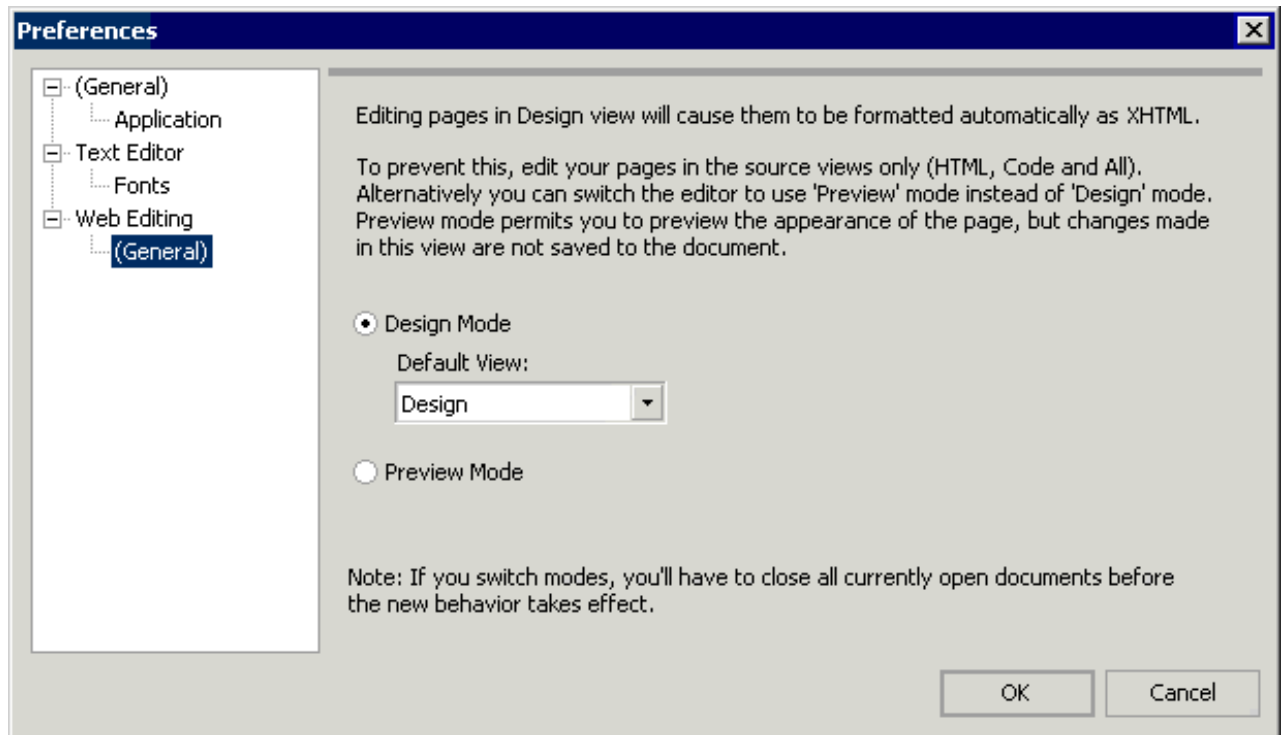 Preferences
(General)
Application
Text Editor
Fonts
Web Editing
(General)
Editing pages in Design view will cause them to be formatted automatically as XHTML.
To prevent this, edit your pages in the source views only (HTML, Code and All).
Alternatively you can switch the editor to use 'Preview' mode instead of 'Design' mode.
Preview mode permits you to preview the appearance of the page, but changes made
in this view are not saved to the document.
Design Mode
Default View:
Design
Preview Mode
Note: If you switch modes, you'll have to close all currently open documents before
the new behavior takes effect.
OK
Cancel